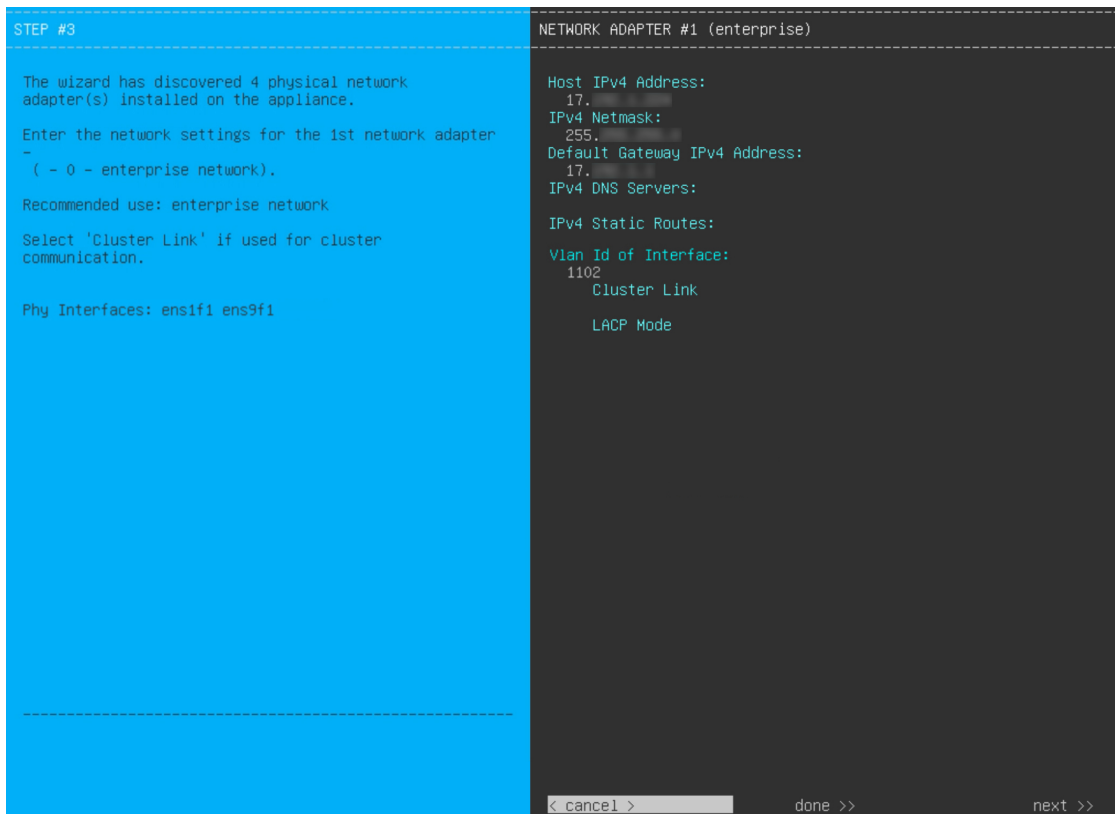 STEP #3
The wizard has discovered 4 physical network
adapter(s) installed on the appliance.
Enter the network settings for the 1st network adapter
-
( - 0 - enterprise network).
Recommended use: enterprise network
Select 'Cluster Link' if used for cluster
communication.
Phy Interfaces: ens1f1 ens9f1
NETWORK ADAPTER #1 (enterprise)
Host IPv4 Address:
17.
IPv4 Netmask:
255.
Default Gateway IPv4 Address:
17.
IPv4 DNS Servers:
IPv4 Static Routes:
Vlan Id of Interface:
1102
Cluster Link
LACP Mode
< cancel > done >> next >>